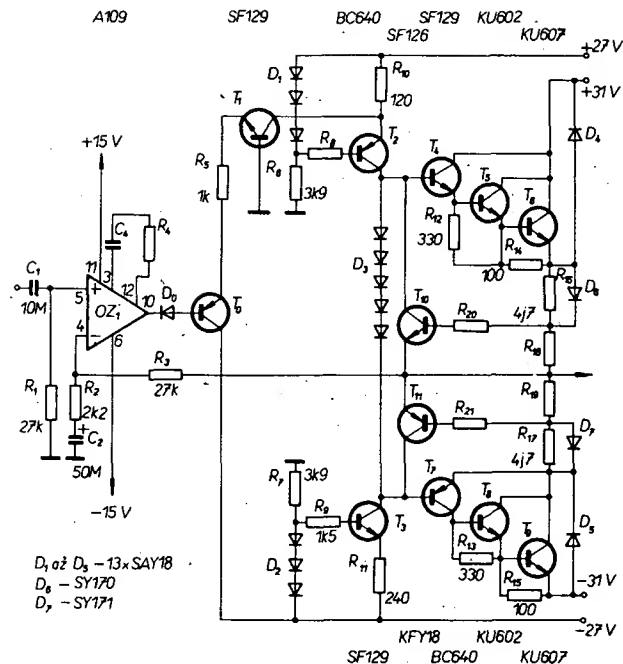 A109 SF129 BC640 SF129 KU602
SF126 KU607
+27 V
+31 V
D1
R10
120
T1
T2
R8
R5
1k
R6
3k9
+15 V
T4
T5
T6
D4
R12
330
R14
100
C4
R4
D3
C1
10M
11
3
12
5
+
OZ1
10
D0
T0
4
−
6
T10
R20
R16
4j7
D6
R18
R3
27k
R1
27k
R2
2k2
+
C2
50M
−15 V
R19
T11
R21
R17
4j7
D7
R7
3k9
R9
1k5
T3
T7
T8
T9
D5
R13
330
R15
100
D2
R11
240
−31 V
−27 V
D1 až D5 – 13×SAY18
D6 – SY170
D7 – SY171
KFY18 KU602
SF129 BC640 KU607